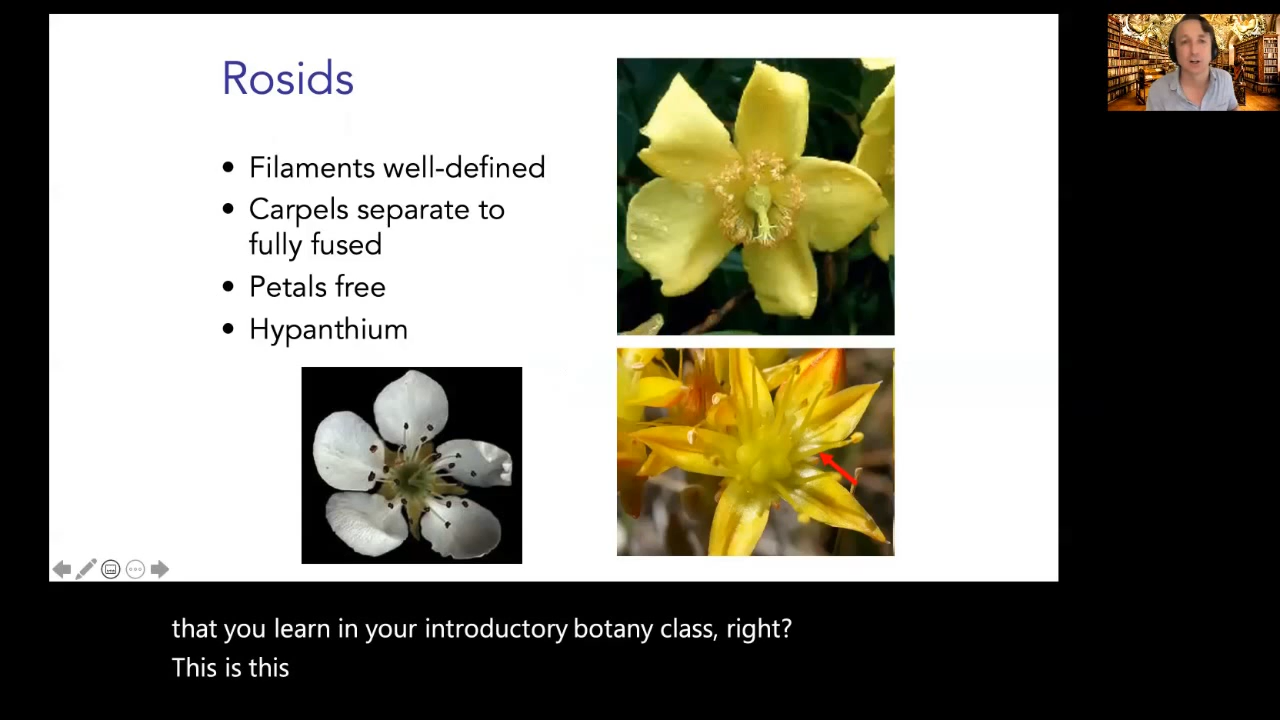 Rosids
• Filaments well-defined
• Carpels separate to
fully fused
• Petals free
• Hypanthium
that you learn in your introductory botany class, right?
This is this